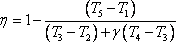 η = 1 − (T₅ − T₁) / ((T₃ − T₂) + γ(T₄ − T₃))